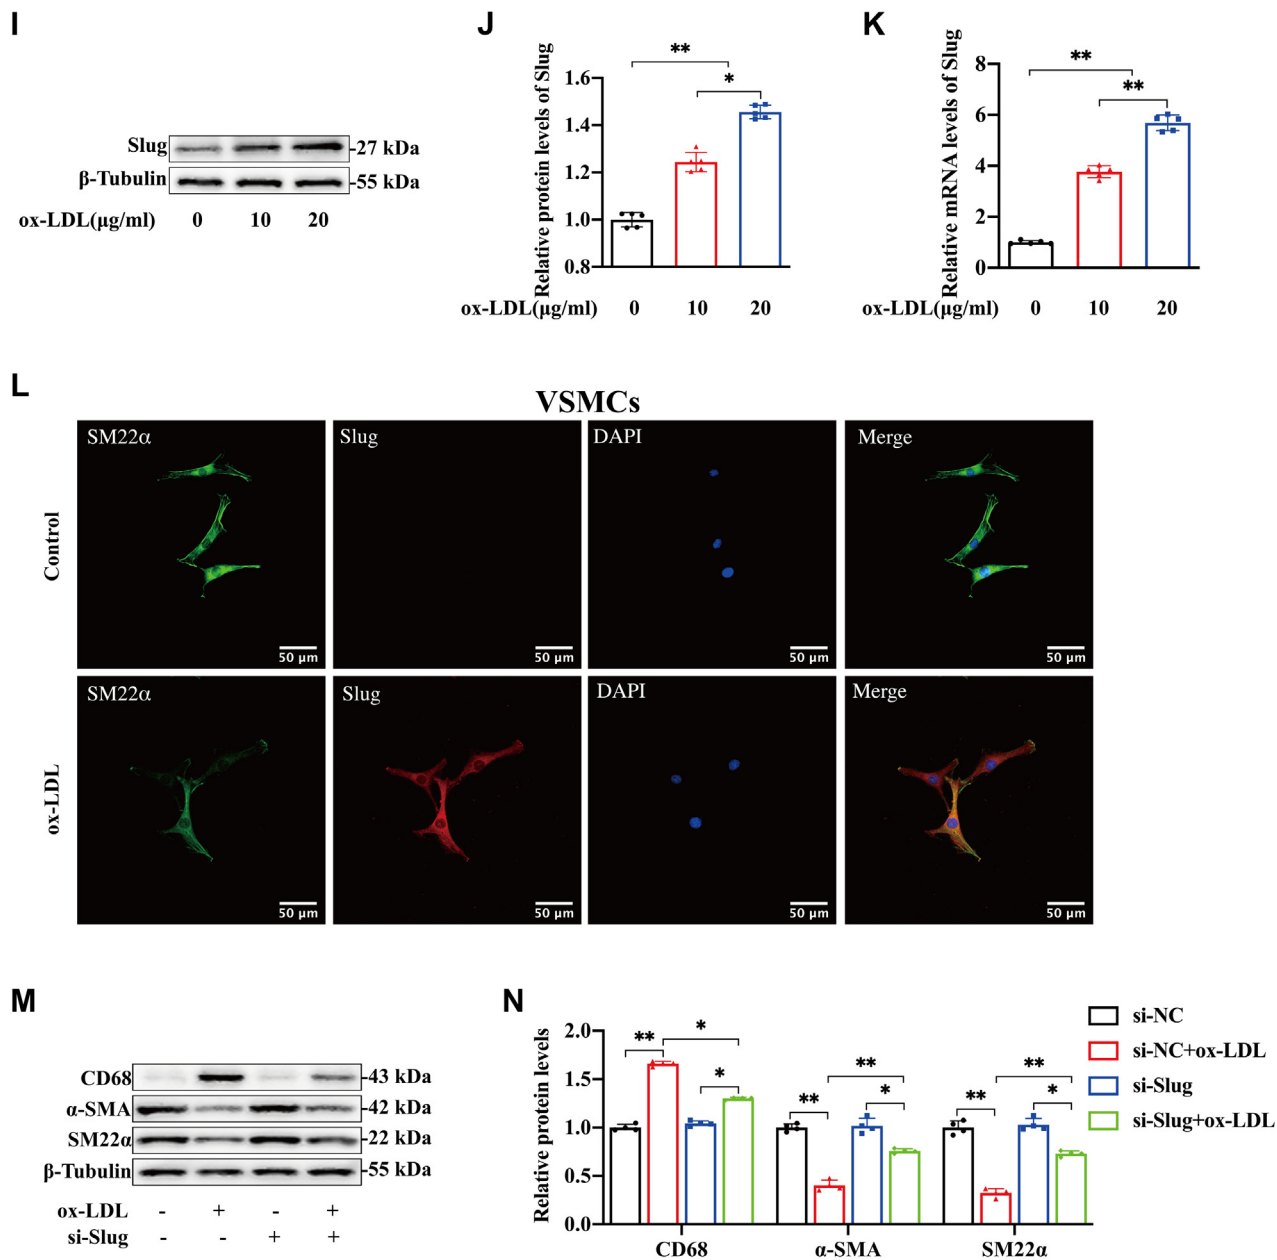 I
Slug
-27 kDa
β-Tubulin
-55 kDa
ox-LDL(μg/ml) 0 10 20
J
Relative protein levels of Slug
1.6
1.4
1.2
1.0
0.8
**
*
ox-LDL(μg/ml) 0 10 20
K
Relative mRNA levels of Slug
8
6
4
2
0
**
**
ox-LDL(μg/ml) 0 10 20
L
VSMCs
Control
SM22α Slug DAPI Merge
50 μm 50 μm 50 μm 50 μm
ox-LDL
SM22α Slug DAPI Merge
50 μm 50 μm 50 μm 50 μm
M
CD68 -43 kDa
α-SMA -42 kDa
SM22α -22 kDa
β-Tubulin -55 kDa
ox-LDL - + - +
si-Slug - - + +
N
Relative protein levels
2.0
1.5
1.0
0.5
0.0
** * *
** ** *
** ** *
CD68 α-SMA SM22α
si-NC
si-NC+ox-LDL
si-Slug
si-Slug+ox-LDL